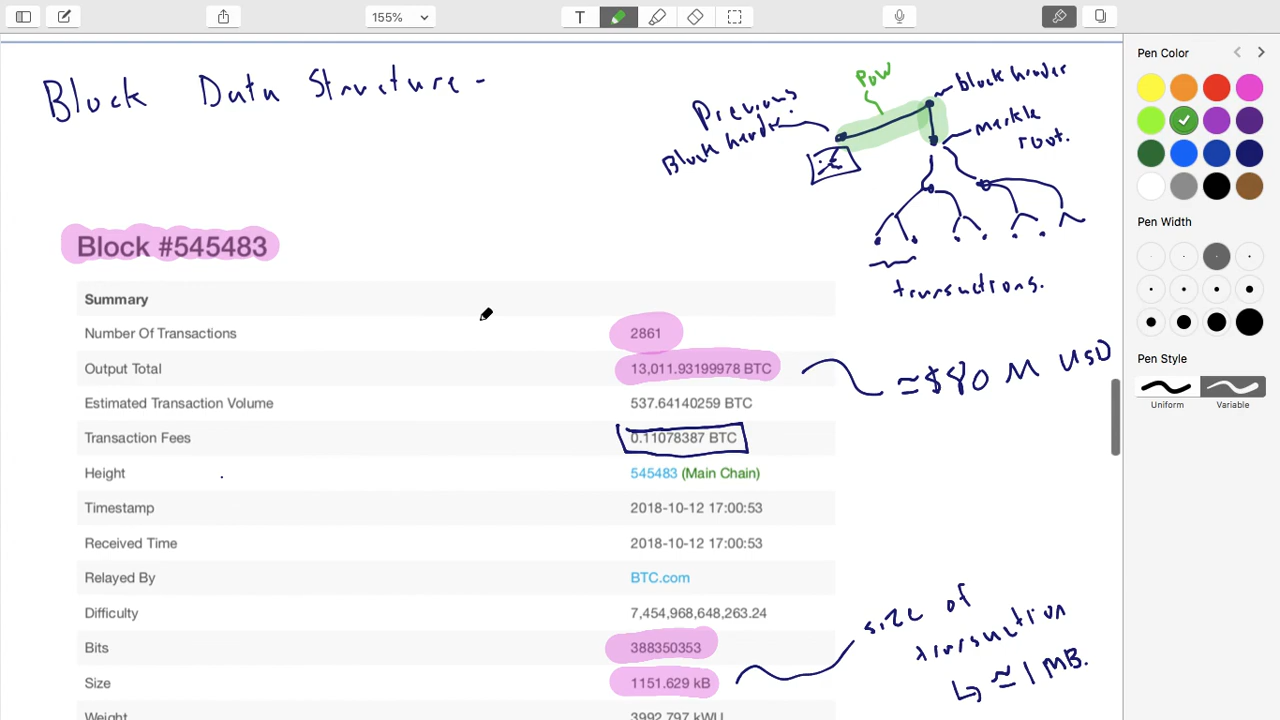 155%
T
Pen Color
Block Data Structure -
PoW
block header
Previous
Block header
merkle
root.
transactions.
Pen Width
Block #545483
Summary
Number Of Transactions 2861
Output Total 13,011.93199978 BTC
≃ $80 M USD
Estimated Transaction Volume 537.64140259 BTC
Transaction Fees 0.11078387 BTC
Height 545483 (Main Chain)
Timestamp 2018-10-12 17:00:53
Received Time 2018-10-12 17:00:53
Relayed By BTC.com
Difficulty 7,454,968,648,263.24
Bits 388350353
Size 1151.629 kB
Weight 3992.797 kWU
size of
transaction
↳ ≃ 1 MB.
Pen Style
Uniform Variable